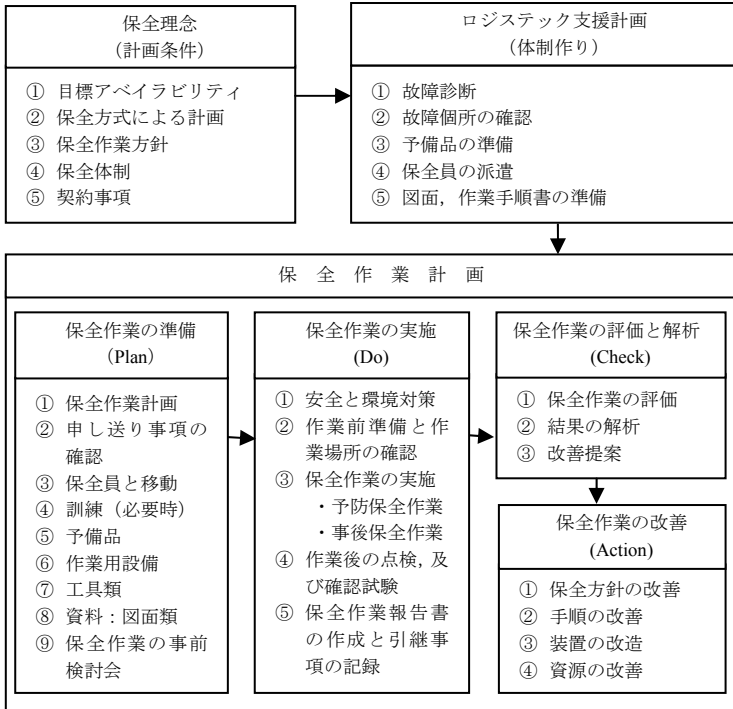 保全理念
(計画条件)
① 目標アベイラビリティ
② 保全方式による計画
③ 保全作業方針
④ 保全体制
⑤ 契約事項
ロジステック支援計画
(体制作り)
① 故障診断
② 故障個所の確認
③ 予備品の準備
④ 保全員の派遣
⑤ 図面，作業手順書の準備
保 全 作 業 計 画
保全作業の準備
（Plan）
① 保全作業計画
② 申し送り事項の
確認
③ 保全員と移動
④ 訓練（必要時）
⑤ 予備品
⑥ 作業用設備
⑦ 工具類
⑧ 資料：図面類
⑨ 保全作業の事前
検討会
保全作業の実施
(Do)
① 安全と環境対策
② 作業前準備と作
業場所の確認
③ 保全作業の実施
・予防保全作業
・事後保全作業
④ 作業後の点検，及
び確認試験
⑤ 保全作業報告書
の作成と引継事
項の記録
保全作業の評価と解析
(Check)
① 保全作業の評価
② 結果の解析
③ 改善提案
保全作業の改善
(Action)
① 保全方針の改善
② 手順の改善
③ 装置の改造
④ 資源の改善